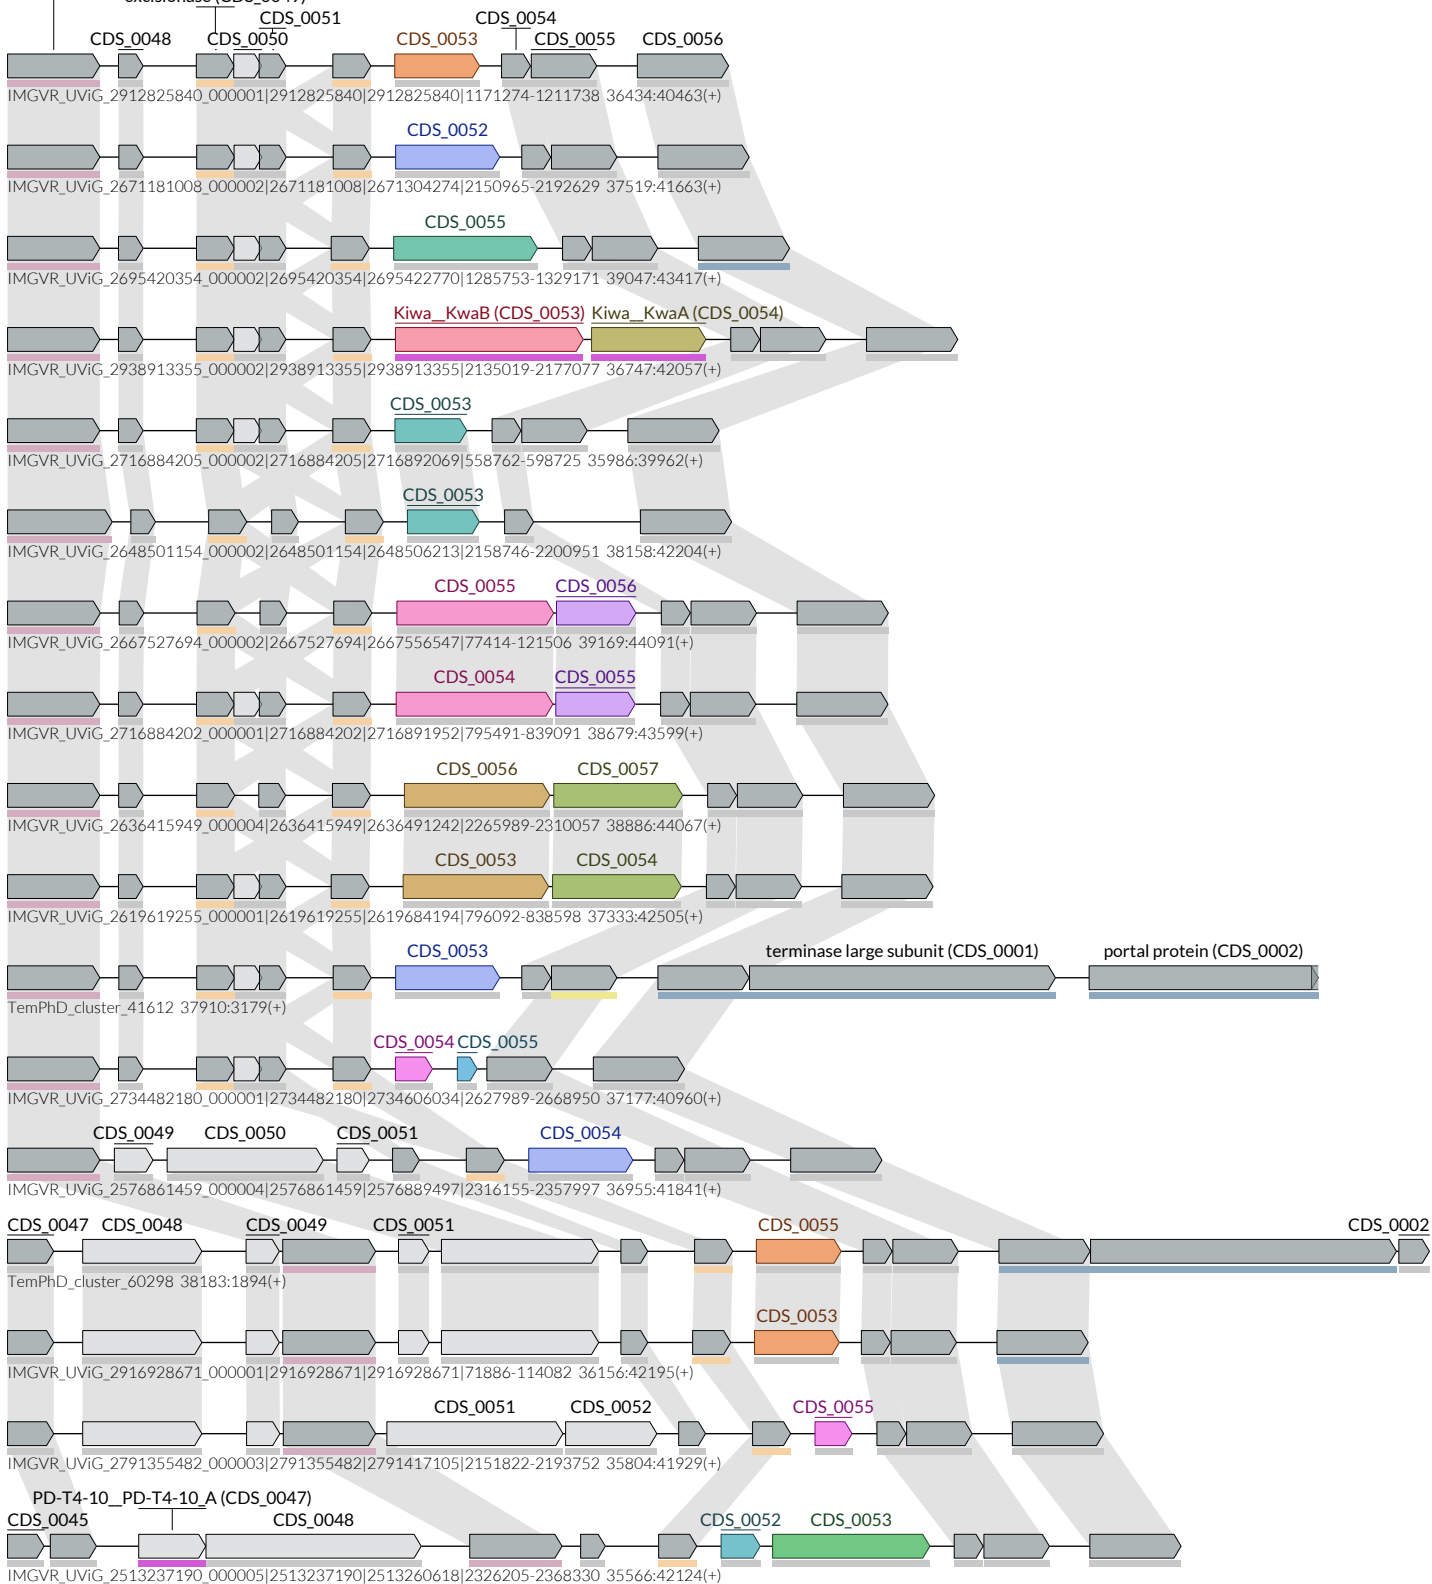 excisionase (CDS_0049)
CDS_0051
CDS_0054
CDS_0048
CDS_0050
CDS_0053
CDS_0055
CDS_0056
IMGVR_UViG_2912825840_000001|2912825840|2912825840|1171274-1211738 36434:40463(+)
CDS_0052
IMGVR_UViG_2671181008_000002|2671181008|2671304274|2150965-2192629 37519:41663(+)
CDS_0055
IMGVR_UViG_2695420354_000002|2695420354|2695422770|1285753-1329171 39047:43417(+)
Kiwa__KwaB (CDS_0053) Kiwa__KwaA (CDS_0054)
IMGVR_UViG_2938913355_000002|2938913355|2938913355|2135019-2177077 36747:42057(+)
CDS_0053
IMGVR_UViG_2716884205_000002|2716884205|2716892069|558762-598725 35986:39962(+)
CDS_0053
IMGVR_UViG_2648501154_000002|2648501154|2648506213|2158746-2200951 38158:42204(+)
CDS_0055 CDS_0056
IMGVR_UViG_2667527694_000002|2667527694|2667556547|77414-121506 39169:44091(+)
CDS_0054 CDS_0055
IMGVR_UViG_2716884202_000001|2716884202|2716891952|795491-839091 38679:43599(+)
CDS_0056 CDS_0057
IMGVR_UViG_2636415949_000004|2636415949|2636491242|2265989-2310057 38886:44067(+)
CDS_0053 CDS_0054
IMGVR_UViG_2619619255_000001|2619619255|2619684194|796092-838598 37333:42505(+)
CDS_0053 terminase large subunit (CDS_0001) portal protein (CDS_0002)
TemPhD_cluster_41612 37910:3179(+)
CDS_0054 CDS_0055
IMGVR_UViG_2734482180_000001|2734482180|2734606034|2627989-2668950 37177:40960(+)
CDS_0049 CDS_0050 CDS_0051 CDS_0054
IMGVR_UViG_2576861459_000004|2576861459|2576889497|2316155-2357997 36955:41841(+)
CDS_0047 CDS_0048 CDS_0049 CDS_0051 CDS_0055 CDS_0002
TemPhD_cluster_60298 38183:1894(+)
CDS_0053
IMGVR_UViG_2916928671_000001|2916928671|2916928671|71886-114082 36156:42195(+)
CDS_0051 CDS_0052 CDS_0055
IMGVR_UViG_2791355482_000003|2791355482|2791417105|2151822-2193752 35804:41929(+)
PD-T4-10__PD-T4-10_A (CDS_0047)
CDS_0045 CDS_0048 CDS_0052 CDS_0053
IMGVR_UViG_2513237190_000005|2513237190|2513260618|2326205-2368330 35566:42124(+)